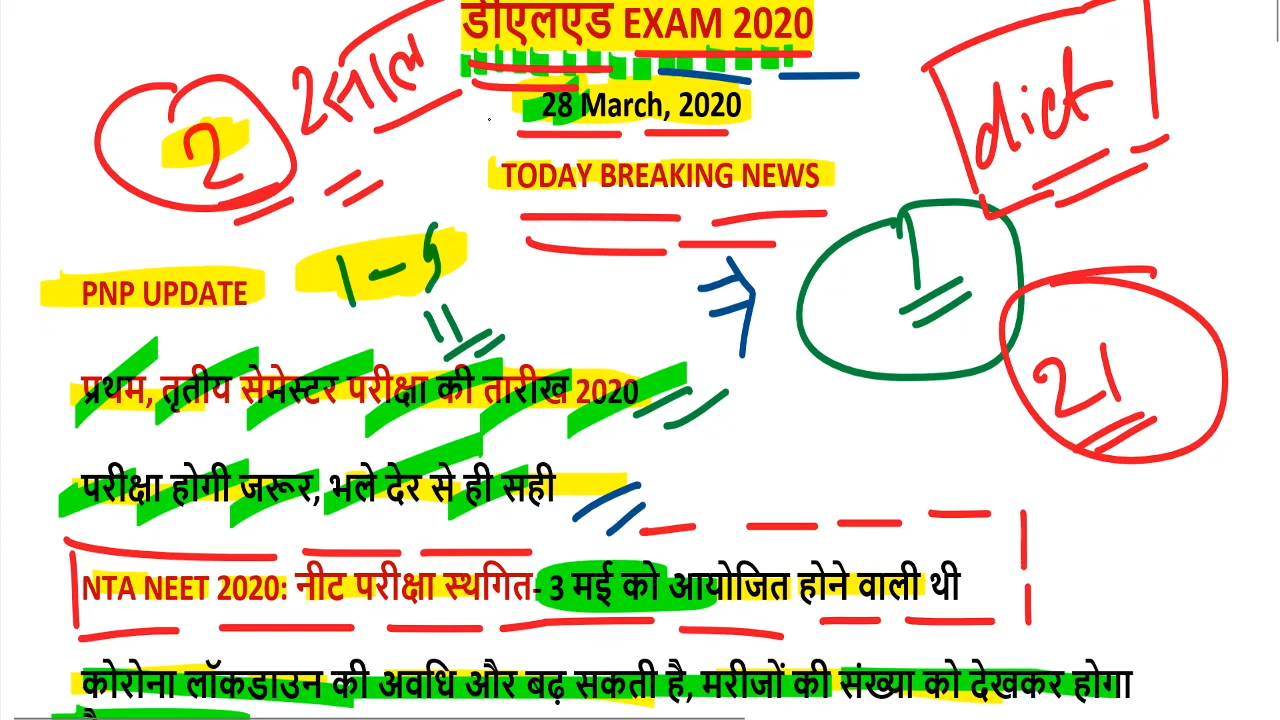 डीएलएड EXAM 2020
28 March, 2020
2
2 साल
dict
TODAY BREAKING NEWS
PNP UPDATE
1 - 5
1
21
प्रथम, तृतीय सेमेस्टर परीक्षा की तारीख 2020
परीक्षा होगी जरूर, भले देर से ही सही
NTA NEET 2020: नीट परीक्षा स्थगित- 3 मई को आयोजित होने वाली थी
कोरोना लॉकडाउन की अवधि और बढ़ सकती है, मरीजों की संख्या को देखकर होगा